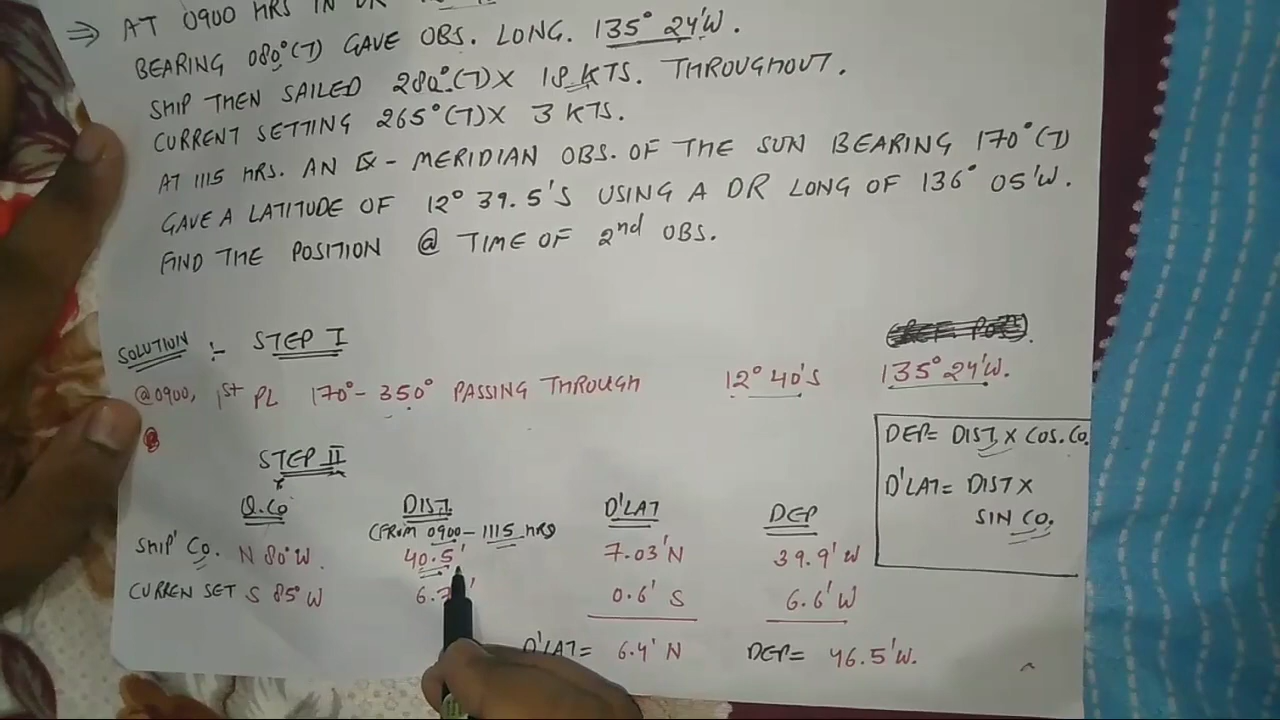 ⇒ AT 0900 HRS IN DR
BEARING 080°(T) GAVE OBS. LONG. 135° 24'W.
SHIP THEN SAILED 280°(T) X 18 KTS. THROUGHOUT.
CURRENT SETTING 265°(T) X 3 KTS.
AT 1115 HRS. AN EX-MERIDIAN OBS. OF THE SUN BEARING 170°(T)
GAVE A LATITUDE OF 12° 39.5'S USING A DR LONG OF 136° 05'W.
FIND THE POSITION @ TIME OF 2nd OBS.
SOLUTION :- STEP I
@0900, 1st PL 170°- 350° PASSING THROUGH 12° 40'S 135° 24'W.
STEP II
DEP= DIST. X COS. CO.
D'LAT= DIST X
SIN CO.
Q.CO DIST. D'LAT DEP
(FROM 0900- 1115 HRS)
SHIP' CO. N 80° W. 40.5' 7.03'N 39.9' W
CURREN SET S 85° W 0.6' S 6.6'W
D'LAT= 6.4' N DEP= 46.5'W.